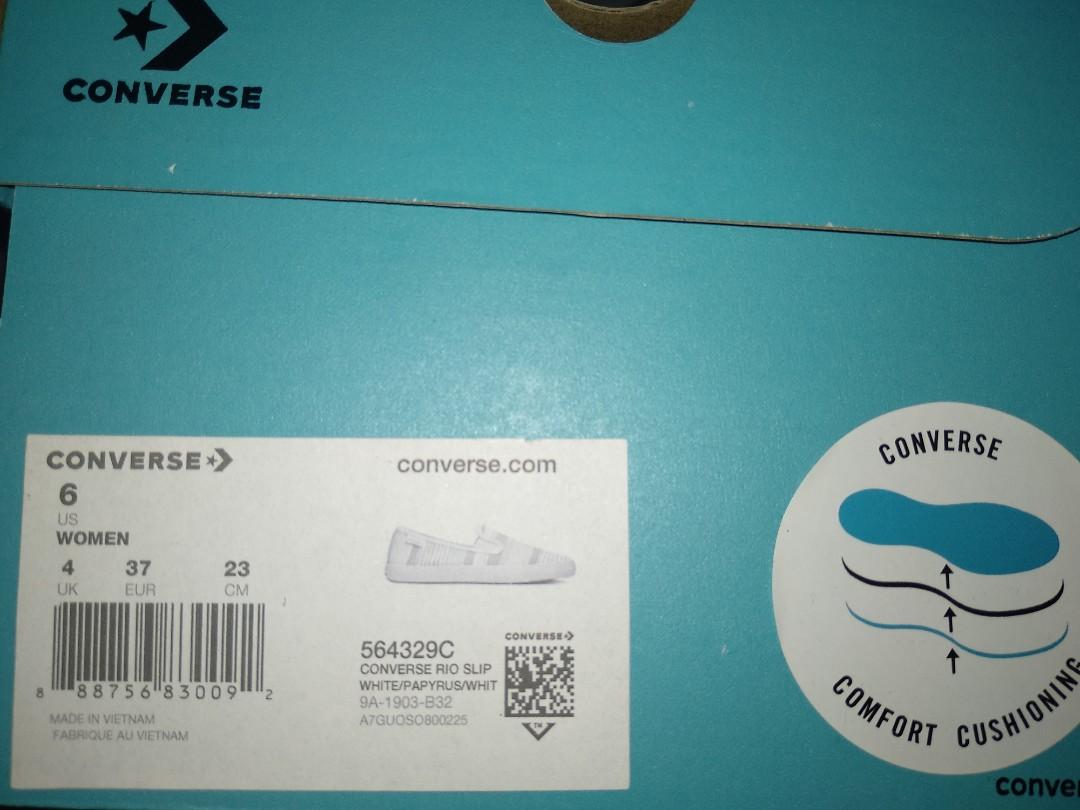 CONVERSE
CONVERSE
converse.com
6
US
WOMEN
4 37 23
UK EUR CM
8 88756 83009 2
MADE IN VIETNAM
FABRIQUE AU VIETNAM
564329C
CONVERSE RIO SLIP
WHITE/PAPYRUS/WHIT
9A-1903-B32
A7GUOSO800225
CONVERSE
TM
CONVERSE
COMFORT CUSHIONING
conver